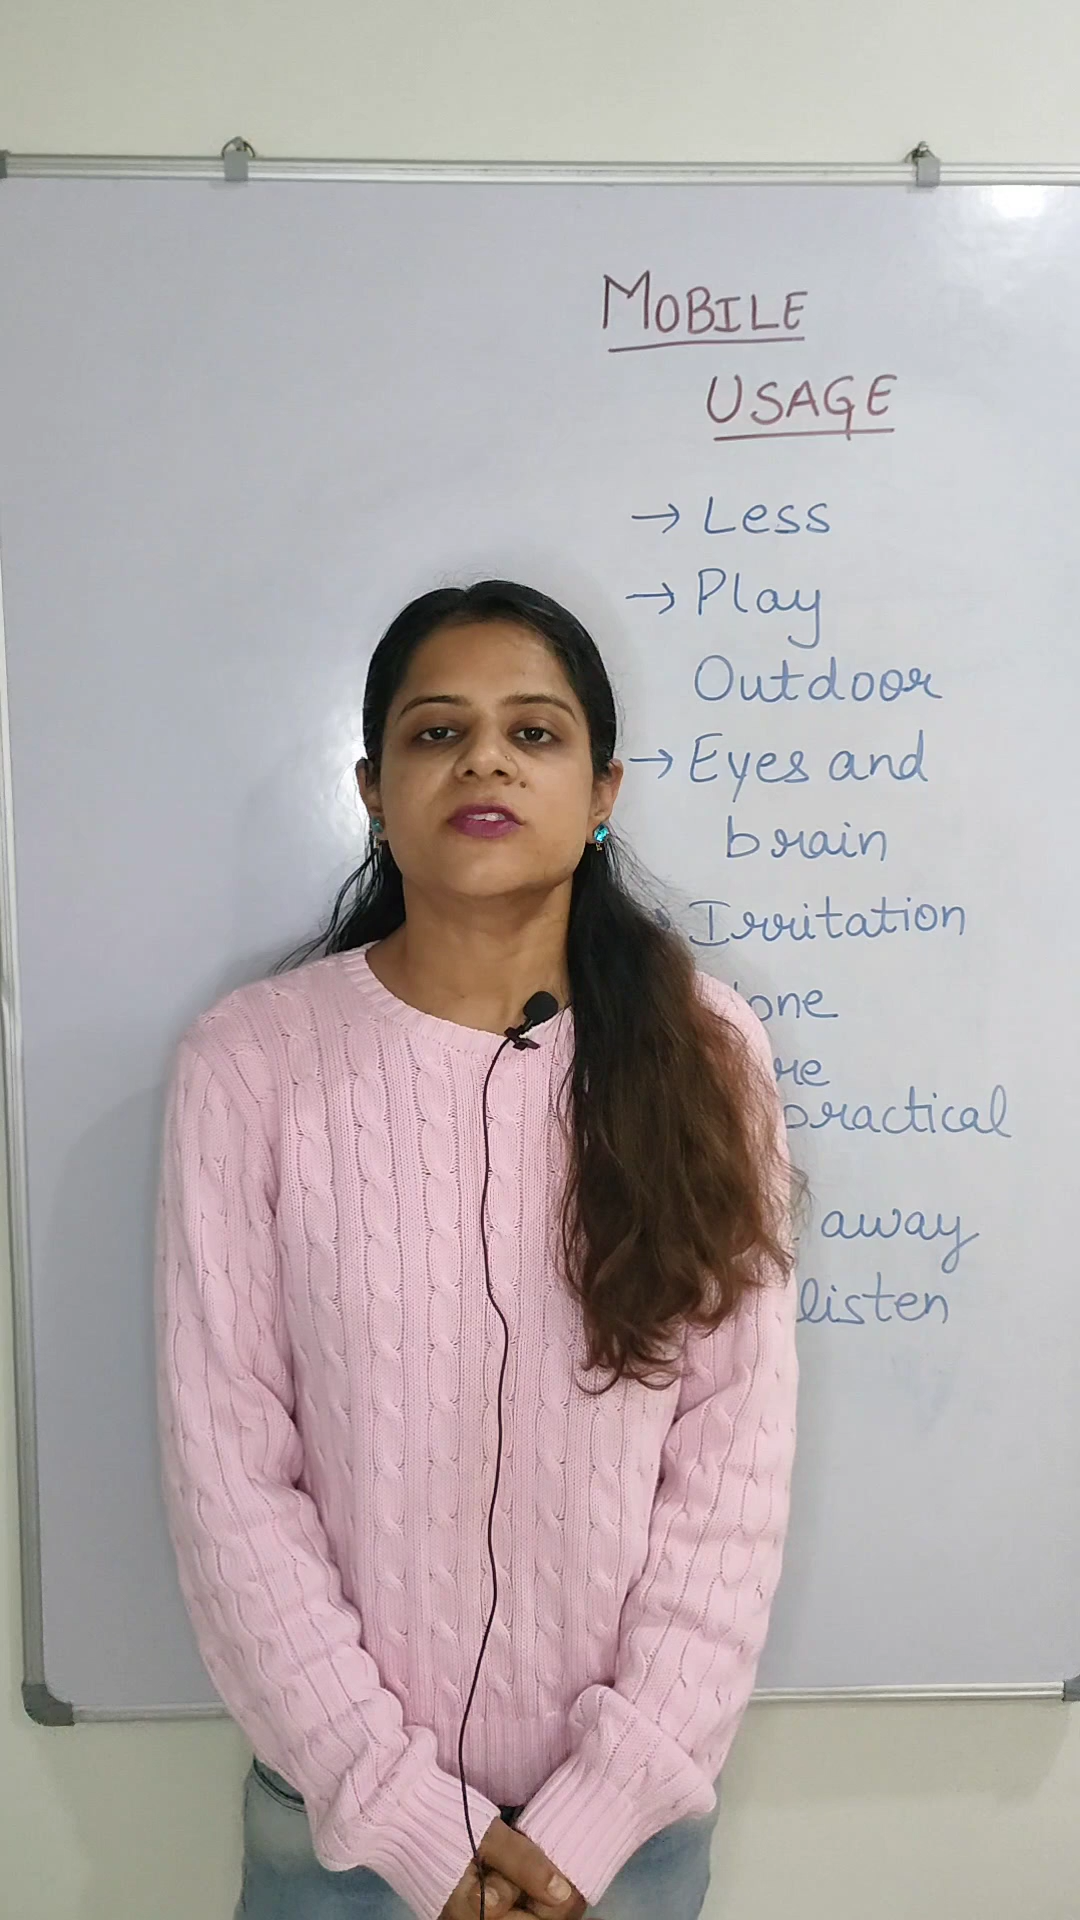 MOBILE
USAGE
→ Less
→ Play
Outdoor
→ Eyes and
brain
Irritation
practical
away
listen